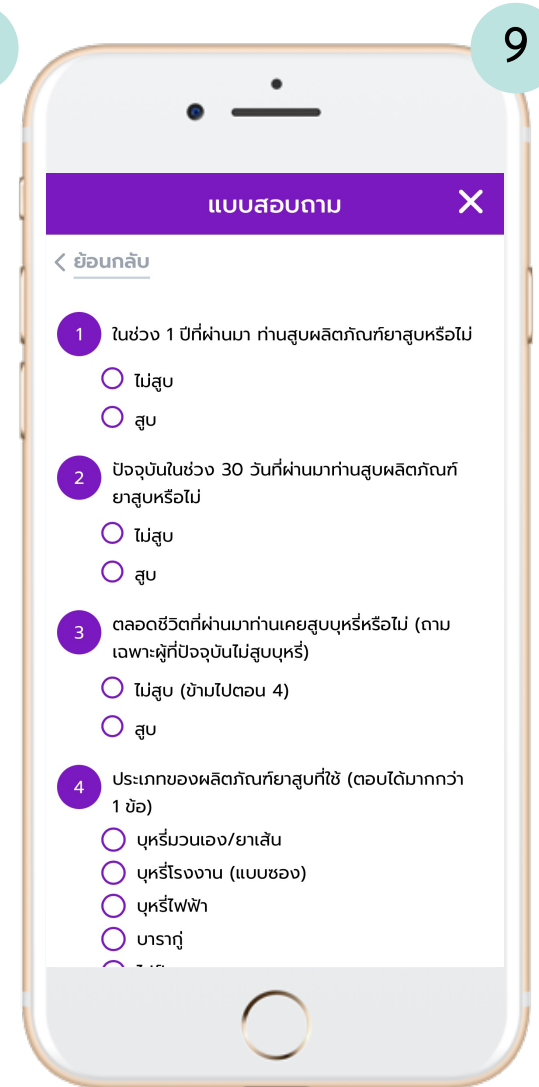 9
แบบสอบถาม
ย้อนกลับ
1 ในช่วง 1 ปีที่ผ่านมา ท่านสูบผลิตภัณฑ์ยาสูบหรือไม่
ไม่สูบ
สูบ
2 ปัจจุบันในช่วง 30 วันที่ผ่านมาท่านสูบผลิตภัณฑ์
ยาสูบหรือไม่
ไม่สูบ
สูบ
3 ตลอดชีวิตที่ผ่านมาท่านเคยสูบบุหรี่หรือไม่ (ถาม
เฉพาะผู้ที่ปัจจุบันไม่สูบบุหรี่)
ไม่สูบ (ข้ามไปตอน 4)
สูบ
4 ประเภทของผลิตภัณฑ์ยาสูบที่ใช้ (ตอบได้มากกว่า
1 ข้อ)
บุหรี่มวนเอง/ยาเส้น
บุหรี่โรงงาน (แบบซอง)
บุหรี่ไฟฟ้า
บารากู่